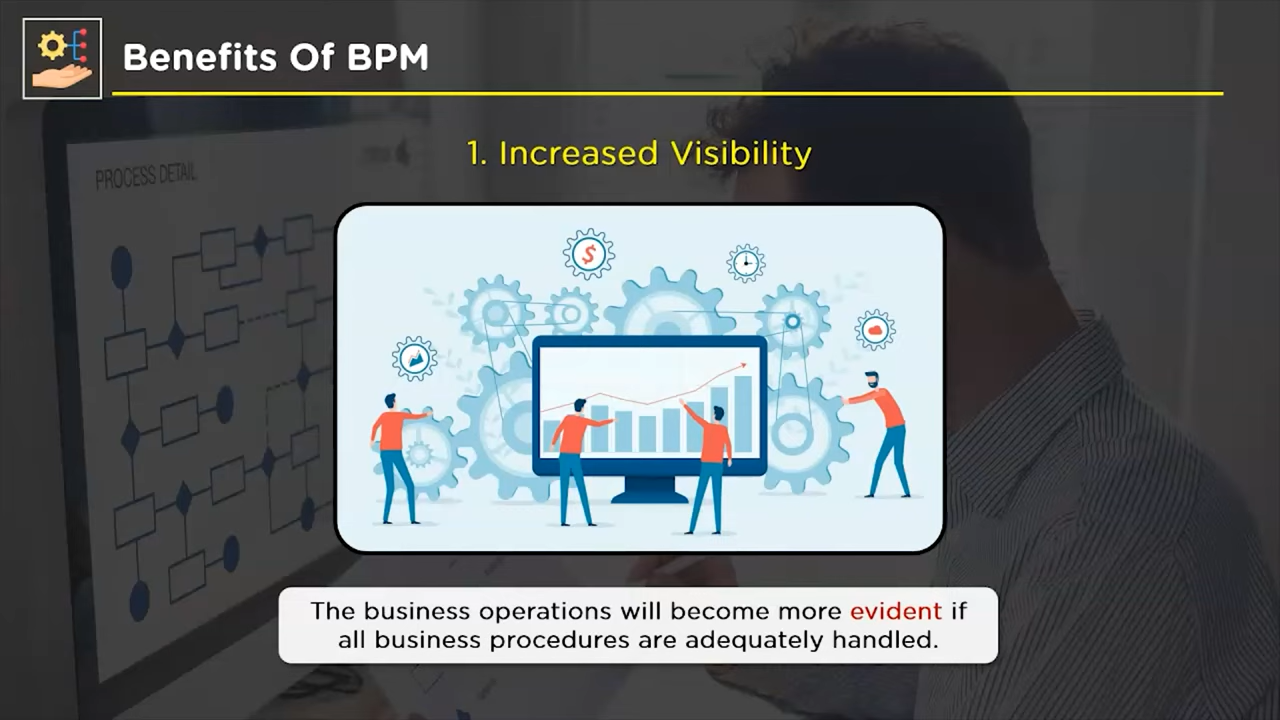 Benefits Of BPM
1. Increased Visibility
PROCESS DETAIL
The business operations will become more evident if
all business procedures are adequately handled.